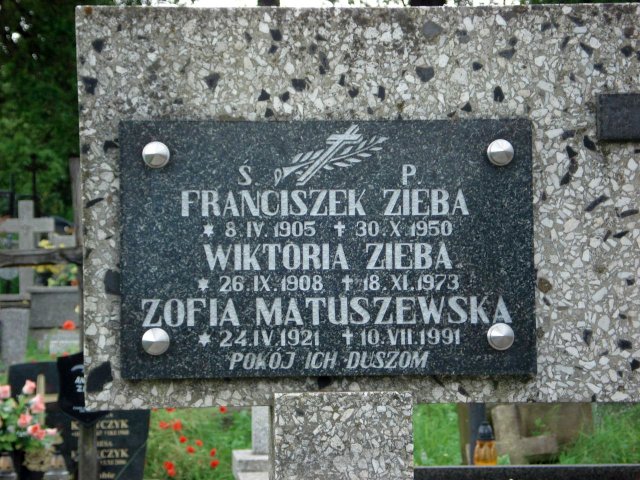 Ś P
FRANCISZEK ZIEBA
* 8.IV.1905 ✝ 30.X.1950
WIKTORIA ZIEBA
* 26.IX.1908 ✝ 18.XI.1973
ZOFIA MATUSZEWSKA
* 24.IV.1921 ✝ 10.VII.1991
POKÓJ ICH DUSZOM